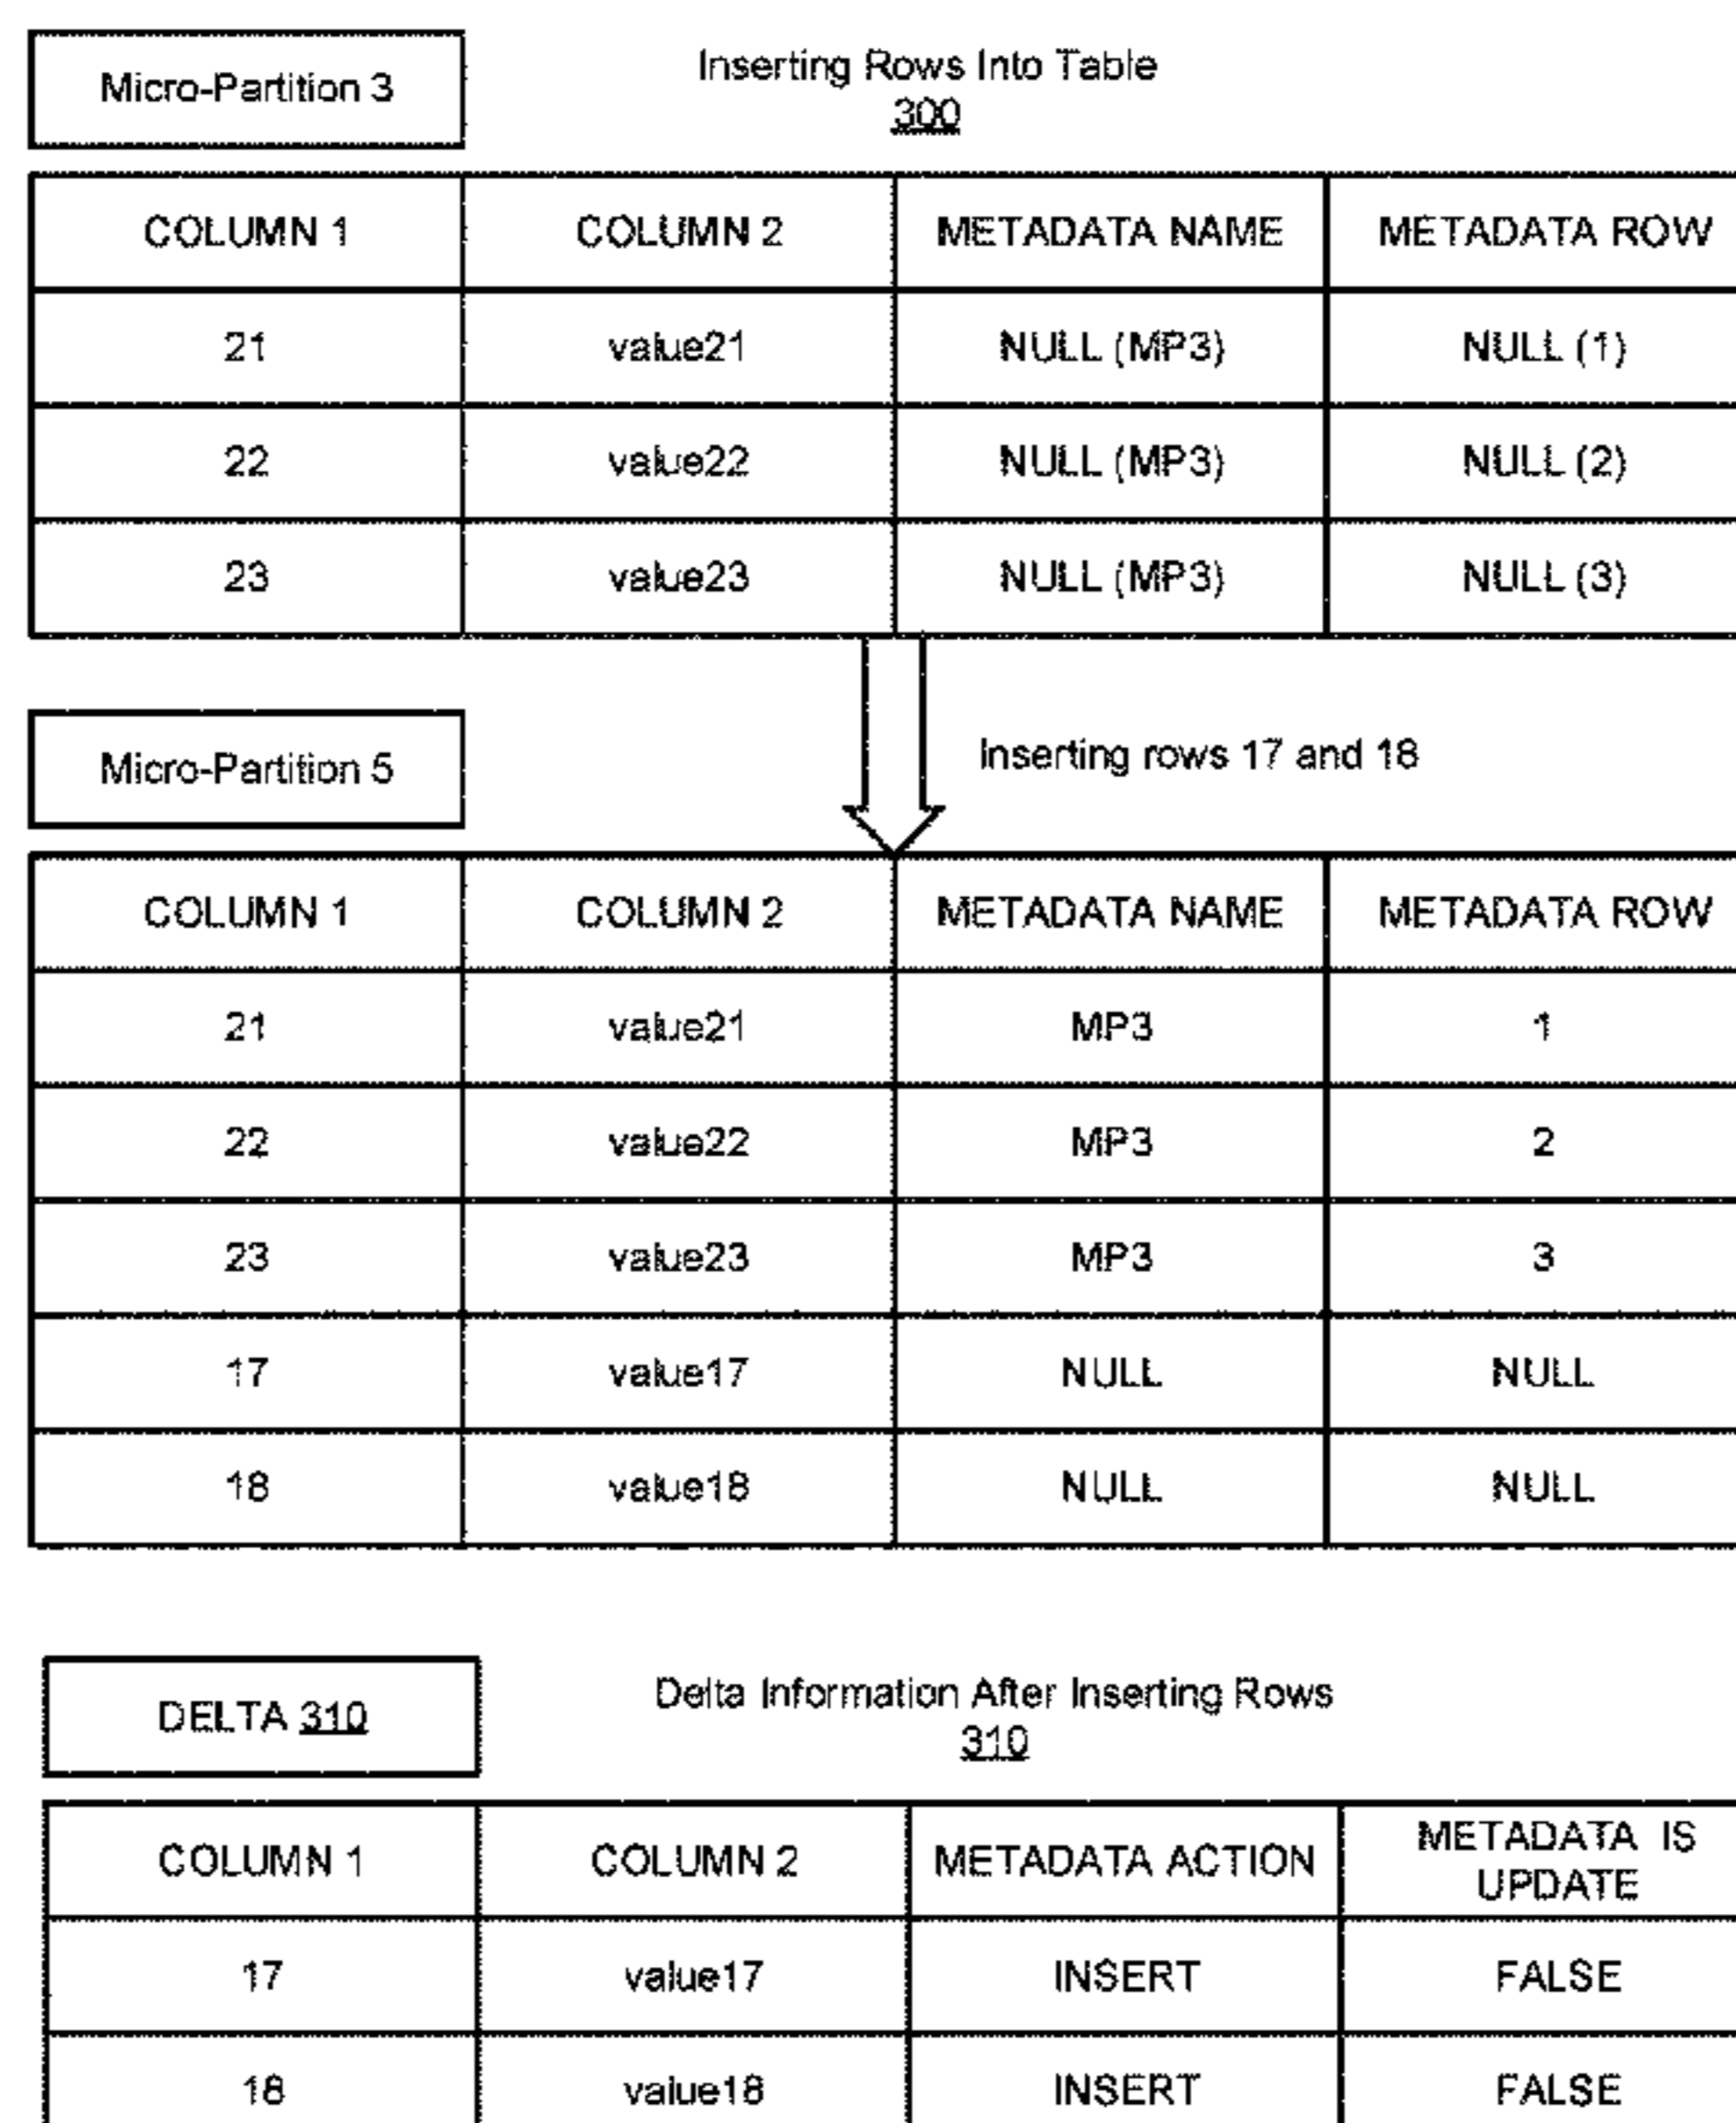 Micro-Partition 3
Inserting Rows Into Table
300
COLUMN 1 COLUMN 2 METADATA NAME METADATA ROW
21 value21 NULL (MP3) NULL (1)
22 value22 NULL (MP3) NULL (2)
23 value23 NULL (MP3) NULL (3)
Micro-Partition 5
Inserting rows 17 and 18
COLUMN 1 COLUMN 2 METADATA NAME METADATA ROW
21 value21 MP3 1
22 value22 MP3 2
23 value23 MP3 3
17 value17 NULL NULL
18 value18 NULL NULL
DELTA 310
Delta Information After Inserting Rows
310
COLUMN 1 COLUMN 2 METADATA ACTION METADATA IS
UPDATE
17 value17 INSERT FALSE
18 value18 INSERT FALSE